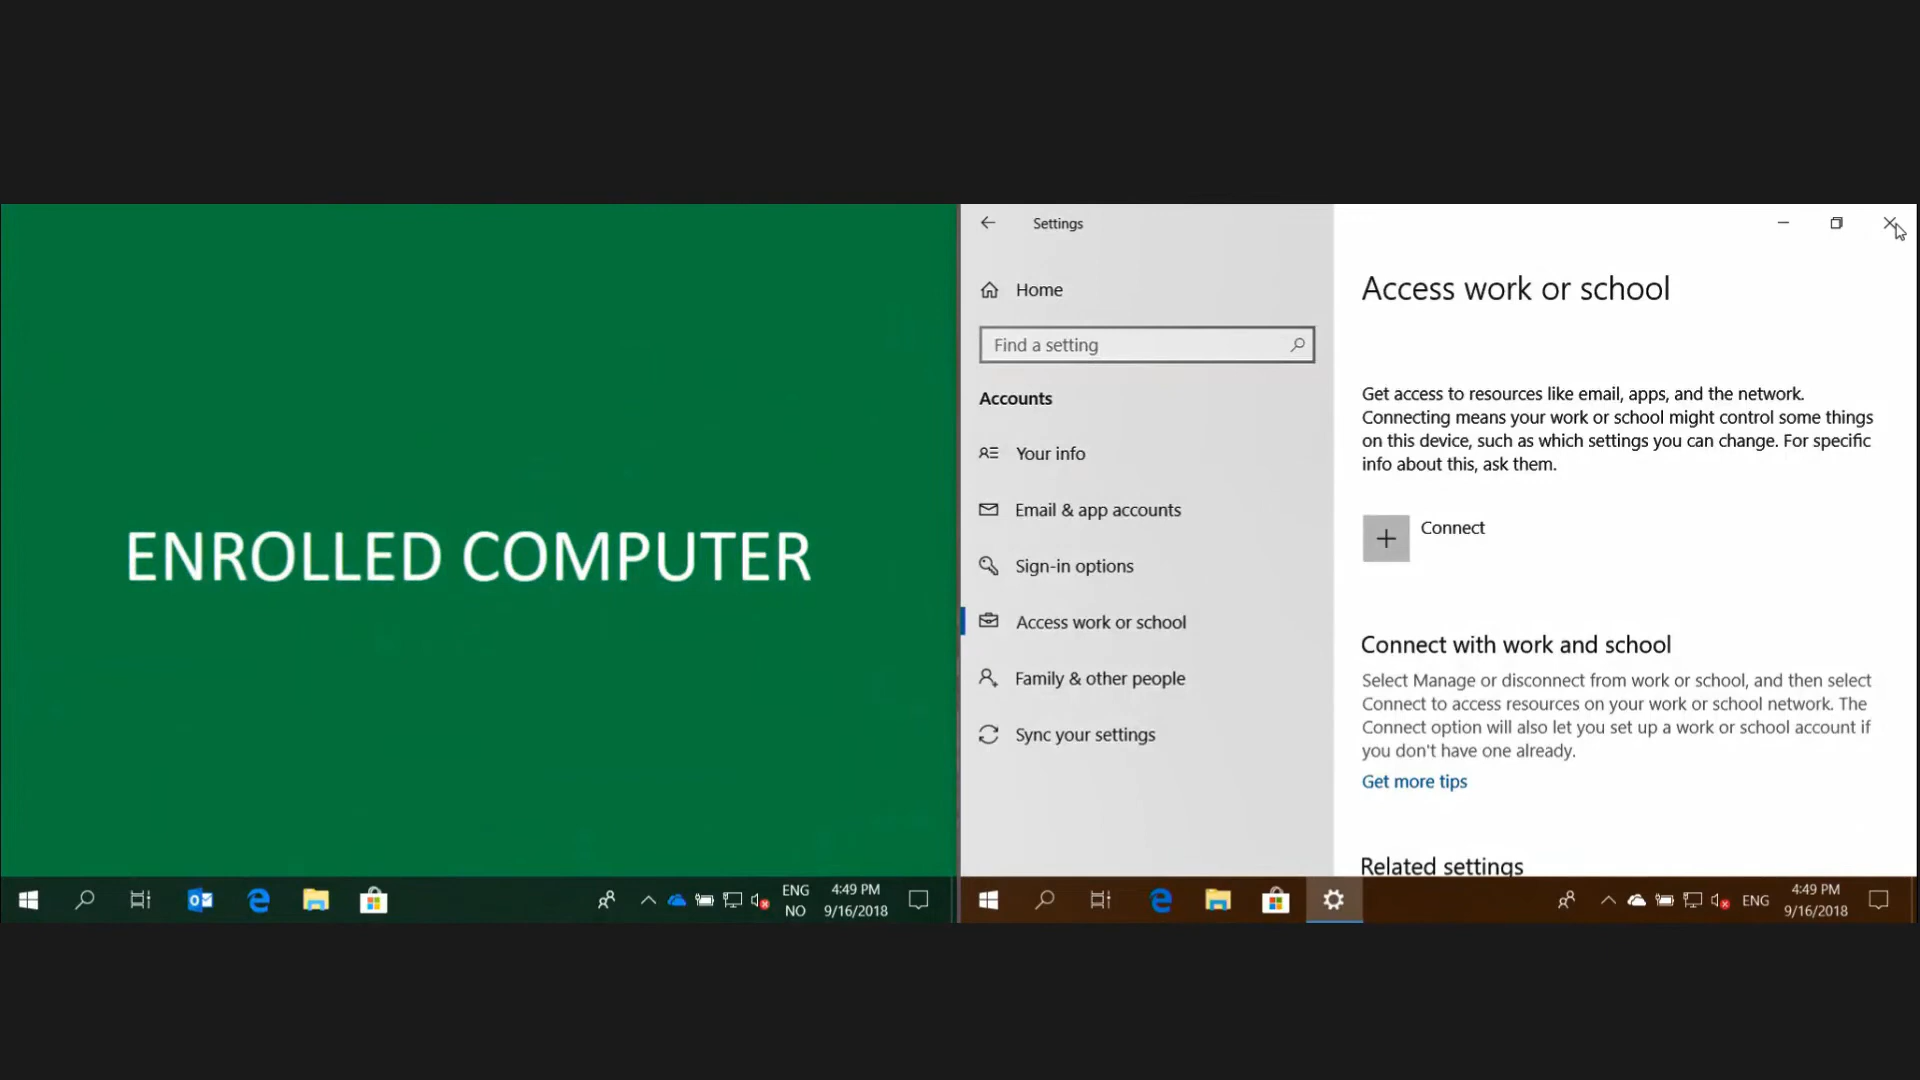 ENROLLED COMPUTER
ENG
NO
4:49 PM
9/16/2018
Settings
Home
Find a setting
Accounts
Your info
Email & app accounts
Sign-in options
Access work or school
Family & other people
Sync your settings
Access work or school
Get access to resources like email, apps, and the network.
Connecting means your work or school might control some things
on this device, such as which settings you can change. For specific
info about this, ask them.
Connect
Connect with work and school
Select Manage or disconnect from work or school, and then select
Connect to access resources on your work or school network. The
Connect option will also let you set up a work or school account if
you don't have one already.
Get more tips
Related settings
ENG
4:49 PM
9/16/2018